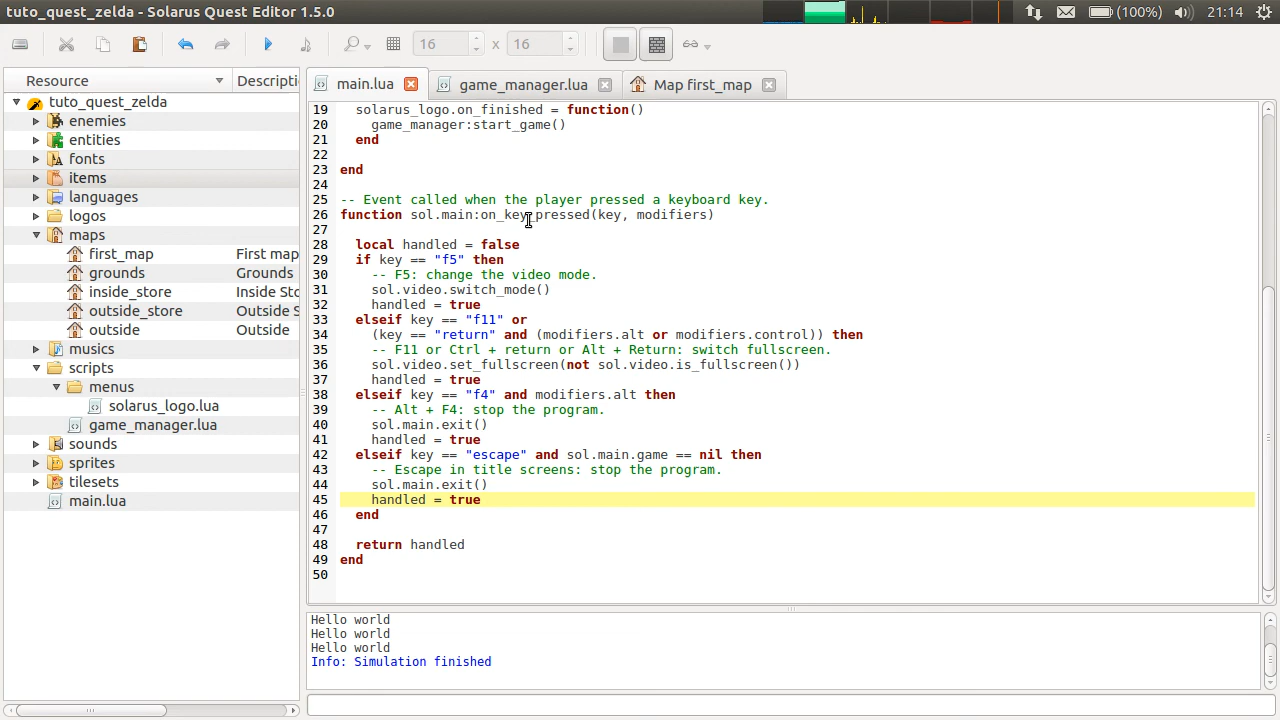 tuto_quest_zelda - Solarus Quest Editor 1.5.0
(100%) 21:14
16 x 16
Resource Descripti
main.lua game_manager.lua Map first_map
tuto_quest_zelda
enemies
entities
fonts
items
languages
logos
maps
first_map First map
grounds Grounds
inside_store Inside Sto
outside_store Outside S
outside Outside
musics
scripts
menus
solarus_logo.lua
game_manager.lua
sounds
sprites
tilesets
main.lua
19 solarus_logo.on_finished = function()
20 game_manager:start_game()
21 end
22
23 end
24
25 -- Event called when the player pressed a keyboard key.
26 function sol.main:on_key_pressed(key, modifiers)
27
28 local handled = false
29 if key == "f5" then
30 -- F5: change the video mode.
31 sol.video.switch_mode()
32 handled = true
33 elseif key == "f11" or
34 (key == "return" and (modifiers.alt or modifiers.control)) then
35 -- F11 or Ctrl + return or Alt + Return: switch fullscreen.
36 sol.video.set_fullscreen(not sol.video.is_fullscreen())
37 handled = true
38 elseif key == "f4" and modifiers.alt then
39 -- Alt + F4: stop the program.
40 sol.main.exit()
41 handled = true
42 elseif key == "escape" and sol.main.game == nil then
43 -- Escape in title screens: stop the program.
44 sol.main.exit()
45 handled = true
46 end
47
48 return handled
49 end
50
Hello world
Hello world
Hello world
Info: Simulation finished